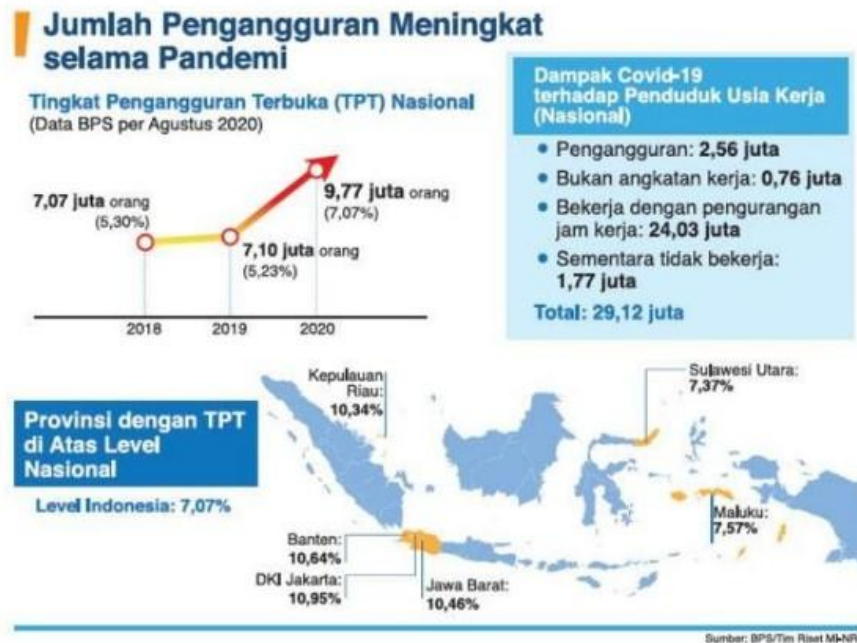 Jumlah Pengangguran Meningkat
selama Pandemi
Tingkat Pengangguran Terbuka (TPT) Nasional
(Data BPS per Agustus 2020)
7,07 juta orang
(5,30%)
7,10 juta orang
(5,23%)
9,77 juta orang
(7,07%)
2018
2019
2020
Dampak Covid-19
terhadap Penduduk Usia Kerja
(Nasional)
• Pengangguran: 2,56 juta
• Bukan angkatan kerja: 0,76 juta
• Bekerja dengan pengurangan
jam kerja: 24,03 juta
• Sementara tidak bekerja:
1,77 juta
Total: 29,12 juta
Provinsi dengan TPT
di Atas Level
Nasional
Level Indonesia: 7,07%
Kepulauan
Riau:
10,34%
Sulawesi Utara:
7,37%
Maluku:
7,57%
Banten:
10,64%
DKI Jakarta:
10,95%
Jawa Barat:
10,46%
Sumber: BPS/Tim Riset MI-NRC